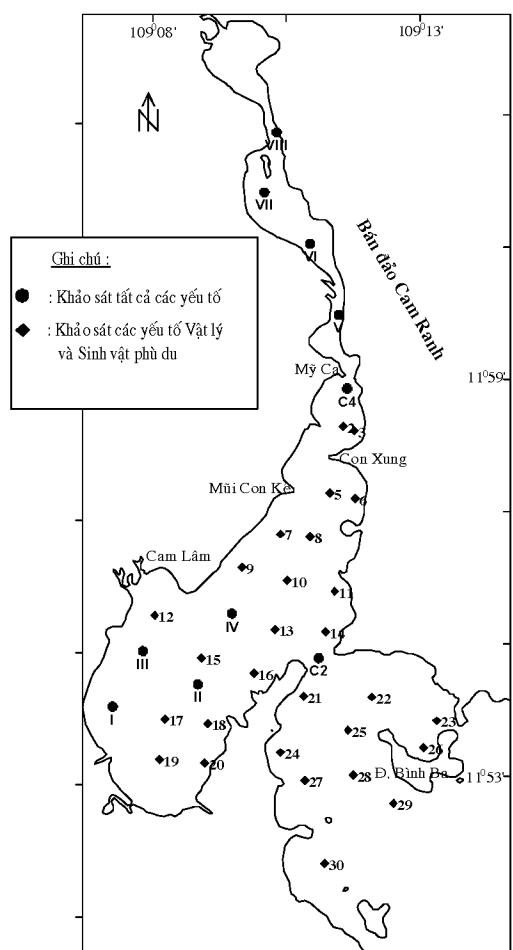 109⁰08'
109⁰13'
VIII
VII
VI
Bán đảo Cam Ranh
Ghi chú :
: Khảo sát tất cả các yếu tố
: Khảo sát các yếu tố Vật lý
và Sinh vật phù du
V
Mỹ Ca
11⁰59'
C4
2
3
Con Xung
Mũi Con Ke
5
6
7
8
Cam Lâm
9
10
11
12
IV
13
14
III
15
C2
16
II
21
22
I
17
18
23
25
26
24
19
20
27
28
Đ. Bình Ba
11⁰53'
29
30